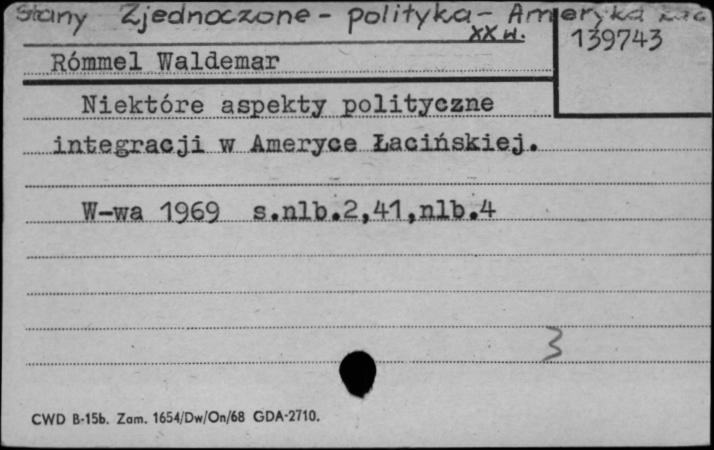 Stany Zjednoczone - polityka - Ameryka Łac
XX w.
139743
Rómmel Waldemar
Niektóre aspekty polityczne
integracji w Ameryce Łacińskiej.
W-wa 1969 s.nlb.2,41,nlb.4
3
CWD B-15b. Zam. 1654/Dw/On/68 GDA-2710.